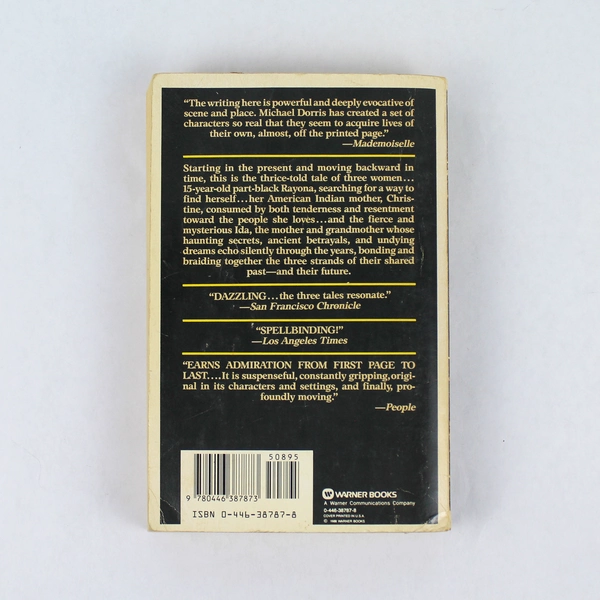 “The writing here is powerful and deeply evocative of
scene and place. Michael Dorris has created a set of
characters so real that they seem to acquire lives of
their own, almost, off the printed page.”
—Mademoiselle
Starting in the present and moving backward in
time, this is the thrice-told tale of three women...
15-year-old part-black Rayona, searching for a way to
find herself...her American Indian mother, Chris-
tine, consumed by both tenderness and resentment
toward the people she loves...and the fierce and
mysterious Ida, the mother and grandmother whose
haunting secrets, ancient betrayals, and undying
dreams echo silently through the years, bonding and
braiding together the three strands of their shared
past—and their future.
“DAZZLING...the three tales resonate.”
—San Francisco Chronicle
“SPELLBINDING!”
—Los Angeles Times
“EARNS ADMIRATION FROM FIRST PAGE TO
LAST....It is suspenseful, constantly gripping, origi-
nal in its characters and settings, and finally, pro-
foundly moving.”
—People
50895
9 780446 387873
ISBN 0-446-38787-8
WARNER BOOKS
A Warner Communications Company
0-446-38787-8
COVER PRINTED IN U.S.A.
WARNER BOOKS